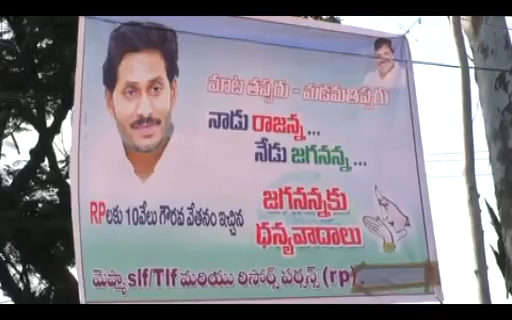 మాట తప్పరు - మడమతిప్పరు
నాడు రాజన్న...
నేడు జగనన్న...
RPలకు 10వేలు గౌరవ వేతనం ఇచ్చిన
జగనన్నకు
ధన్యవాదాలు
మెప్మా slf/Tlf మరియు రిసోర్స్ పర్సన్స్ (rp)